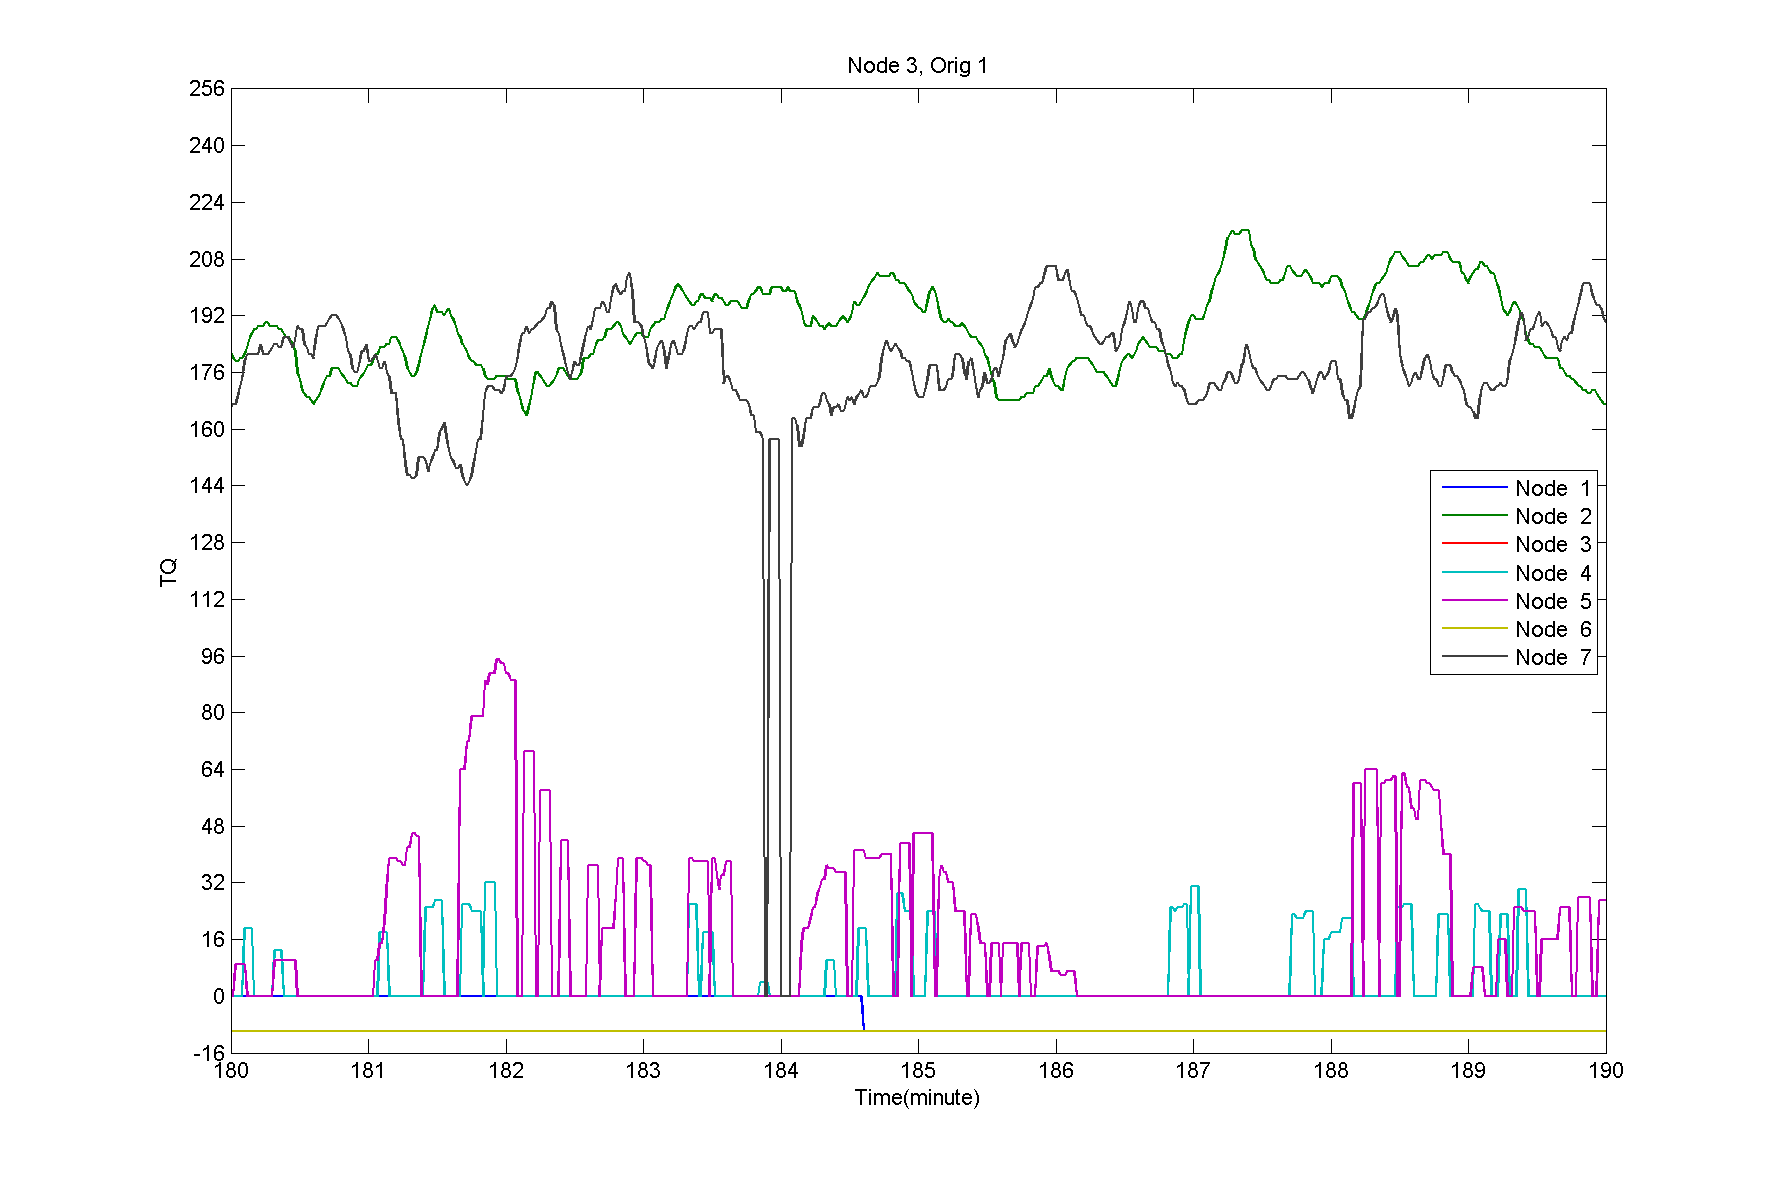 Node 3, Orig 1
256
240
224
208
192
176
160
144
128
112
96
80
64
48
32
16
0
-16
TQ
Node 1
Node 2
Node 3
Node 4
Node 5
Node 6
Node 7
180 181 182 183 184 185 186 187 188 189 190
Time(minute)